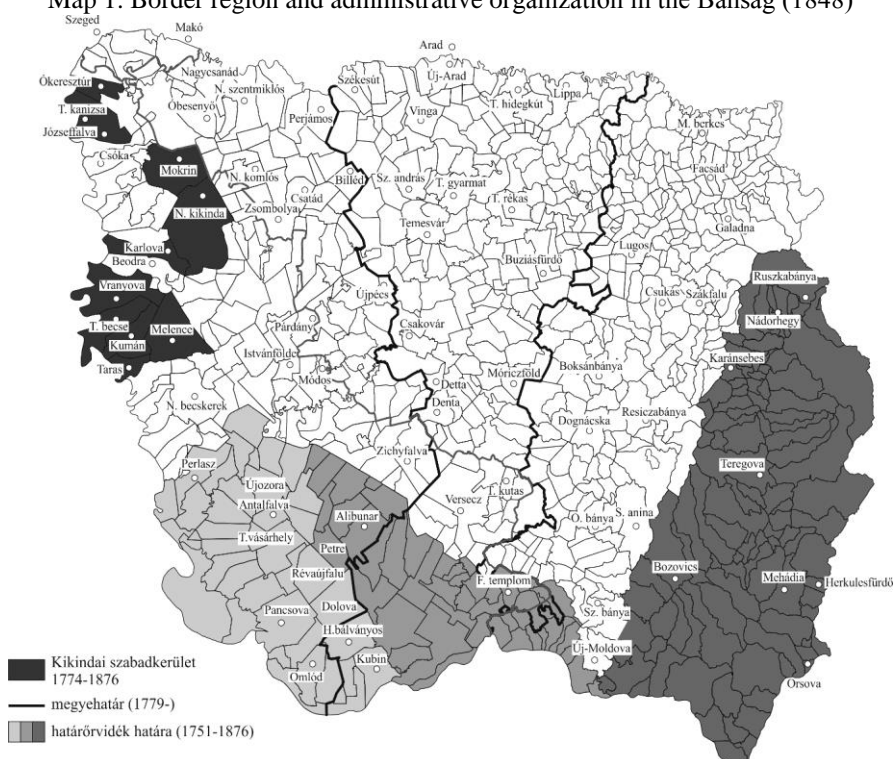 Map 1. Border region and administrative organization in the Bánság (1848)
Szeged
Makó
Arad
Ókeresztúr
Nagycsanád
N. szentmiklós
Székesút
Új-Arad
Lippa
T. kanizsa
Óbesenyő
Perjámos
Vinga
T. hidegkút
M. berkes
Józseffalva
Csóka
Mokrin
N. komlós
Billéd
Sz. andrás
T. gyarmat
Facsád
N. kikinda
Csatád
Zsombolya
T. rékas
Temesvár
Galadna
Karlova
Beodra
Buziásfürdő
Lugos
Vranyova
Újpécs
Csukás
Szákfalu
Ruszkabánya
T. becse
Melence
Párdány
Csakovár
Nádorhegy
Kumán
Istvánfölde
Taras
Módos
Móriczföld
Boksánbánya
Karánsebes
Detta
N. becskerek
Denta
Dognácska
Resiczabánya
Zichyfalva
Perlasz
Teregova
Újozora
T. kutas
Antalfalva
Alibunar
Versecz
O. bánya
S. anina
T.vásárhely
Petre
Révaújfalu
F. templom
Bozovics
Mehádia
Herkulesfürdő
Pancsova
Dolova
Sz. bánya
H.bálványos
Omlód
Kubin
Új-Moldova
Orsova
Kikindai szabadkerület
1774-1876
megyehatár (1779-)
határőrvidék határa (1751-1876)